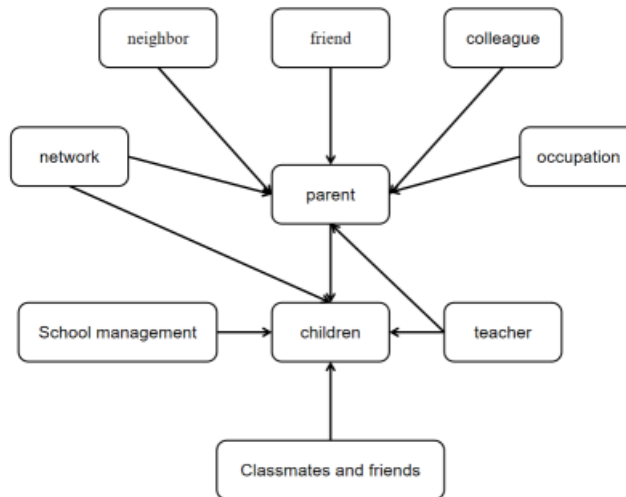 neighbor
friend
colleague
network
occupation
parent
School management
children
teacher
Classmates and friends